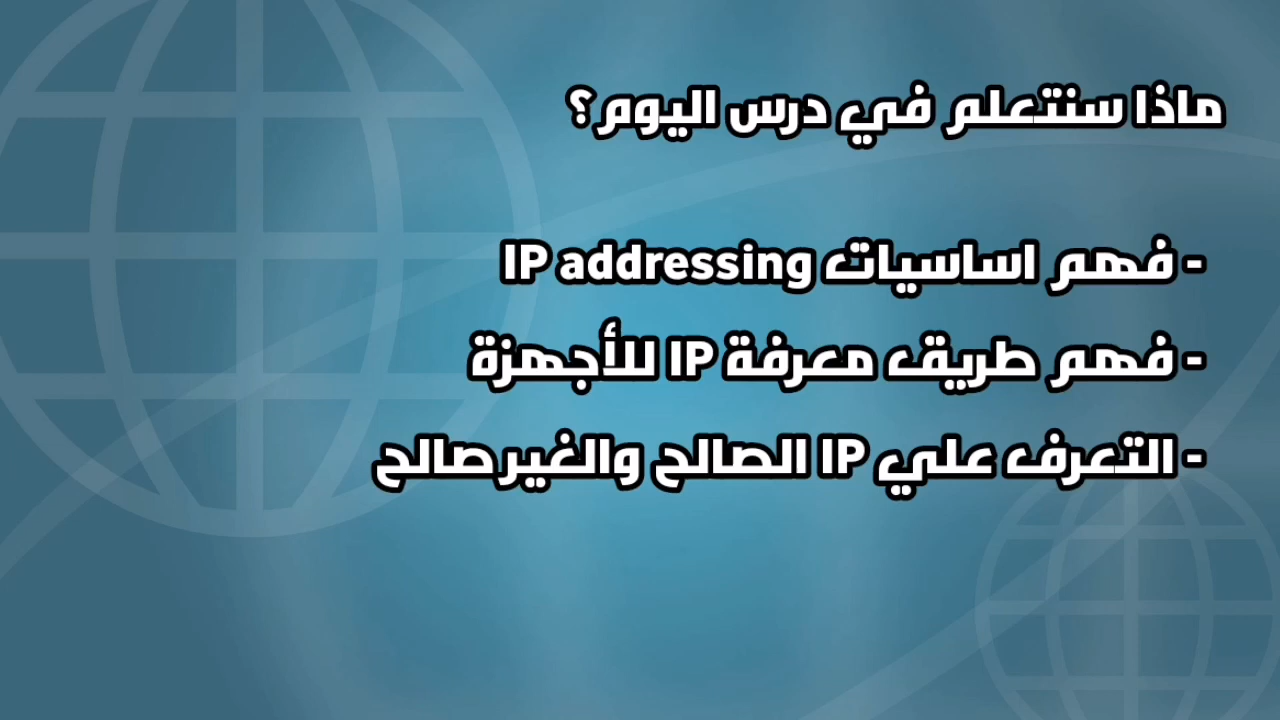 ماذا سنتعلم في درس اليوم؟
- فهم اساسيات IP addressing
- فهم طريق معرفة IP للأجهزة
- التعرف علي IP الصالح والغير صالح